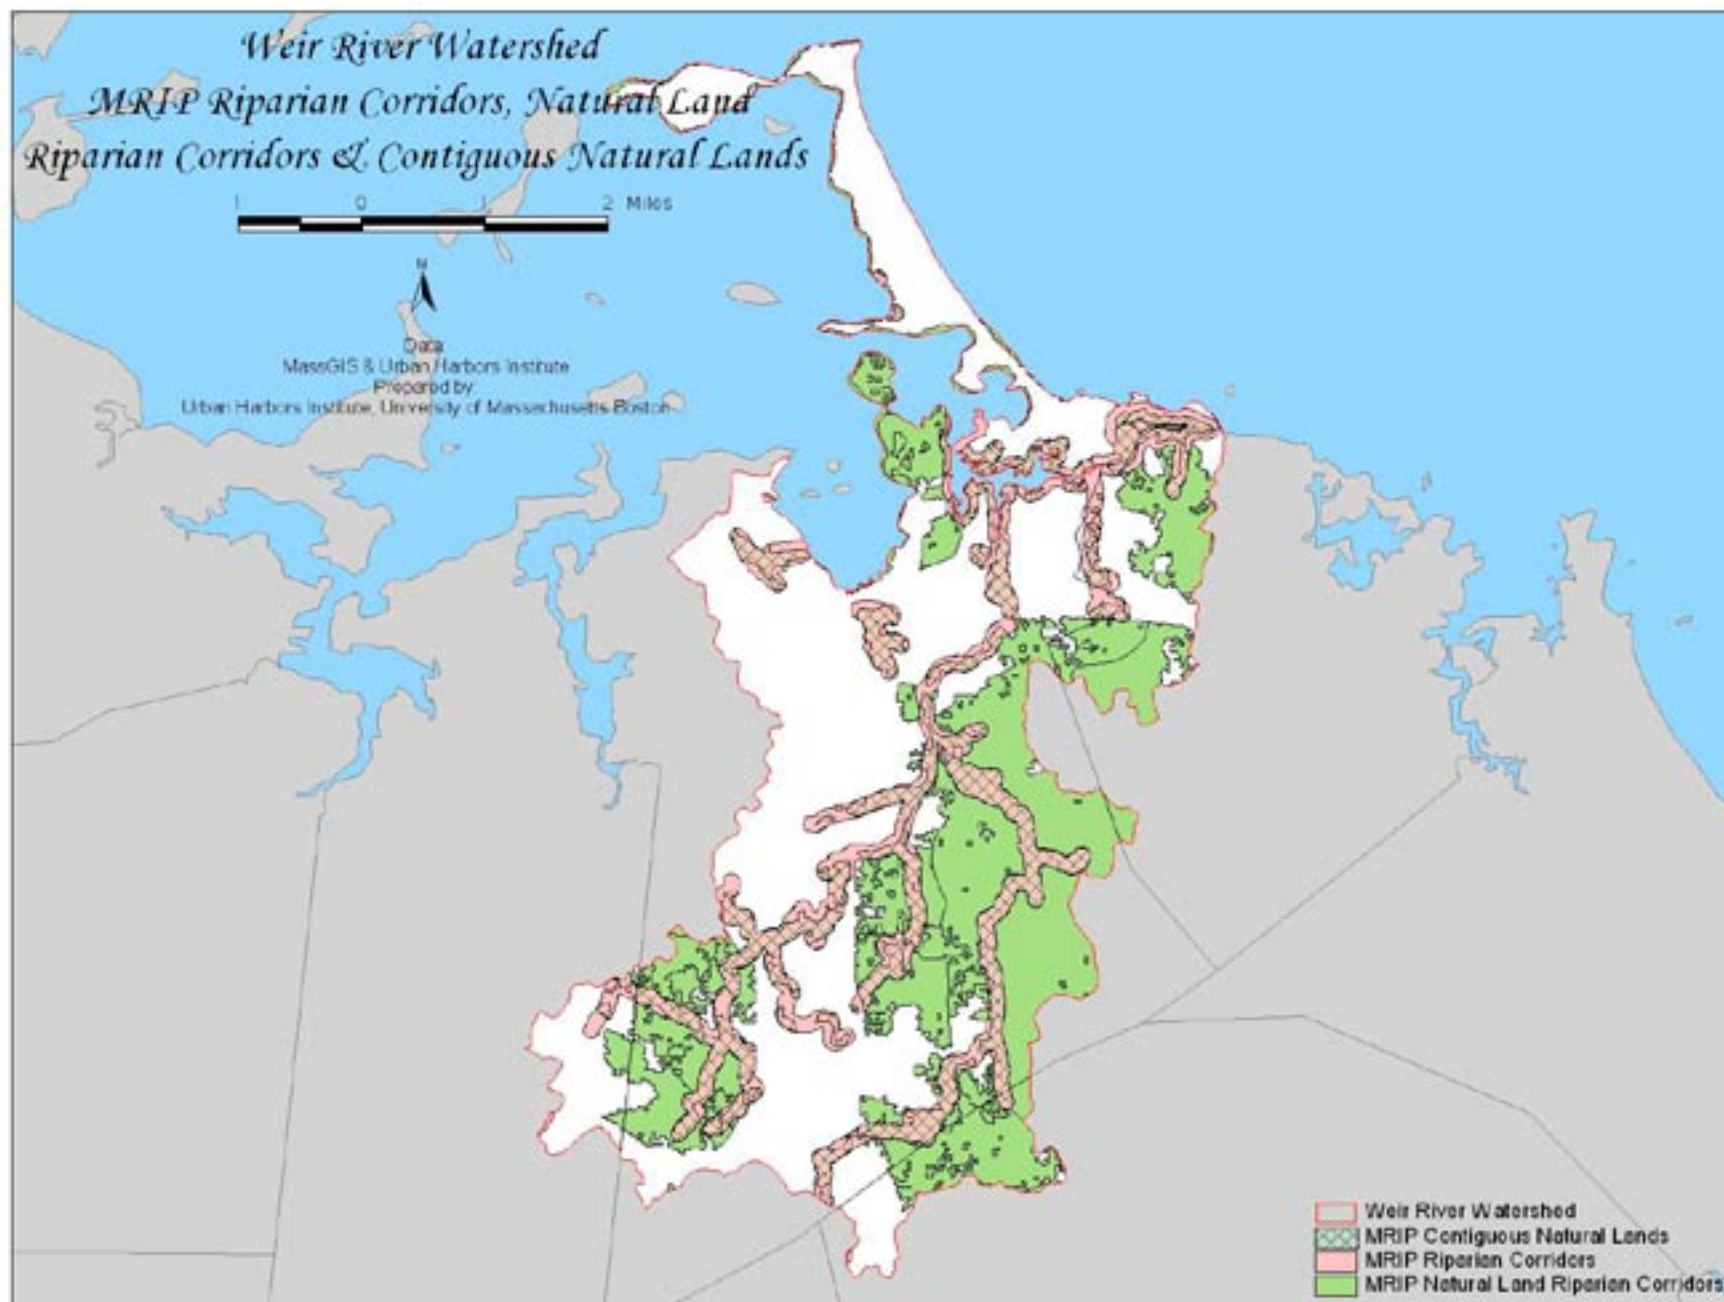 Weir River Watershed
MRIP Riparian Corridors, Natural Land
Riparian Corridors & Contiguous Natural Lands
1 0 1 2 Miles
N
Data
MassGIS & Urban Harbors Institute
Prepared by
Urban Harbors Institute, University of Massachusetts Boston
Weir River Watershed
MRIP Contiguous Natural Lands
MRIP Riparian Corridors
MRIP Natural Land Riparian Corridors